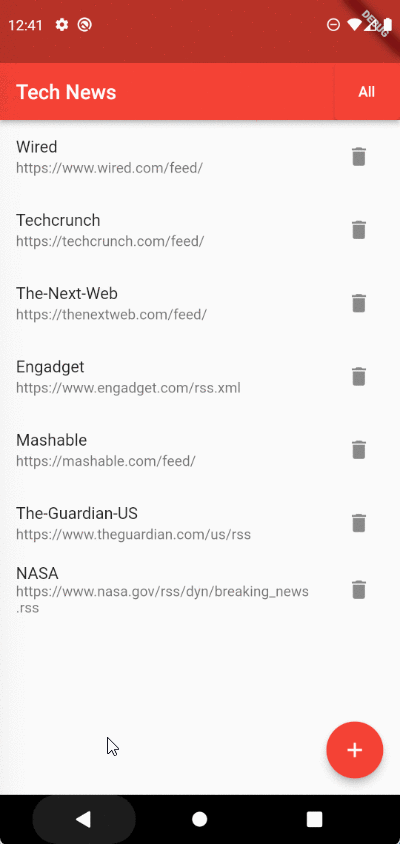 12:41
DEBUG
Tech News
All
Wired
https://www.wired.com/feed/
Techcrunch
https://techcrunch.com/feed/
The-Next-Web
https://thenextweb.com/feed/
Engadget
https://www.engadget.com/rss.xml
Mashable
https://mashable.com/feed/
The-Guardian-US
https://www.theguardian.com/us/rss
NASA
https://www.nasa.gov/rss/dyn/breaking_news
.rss